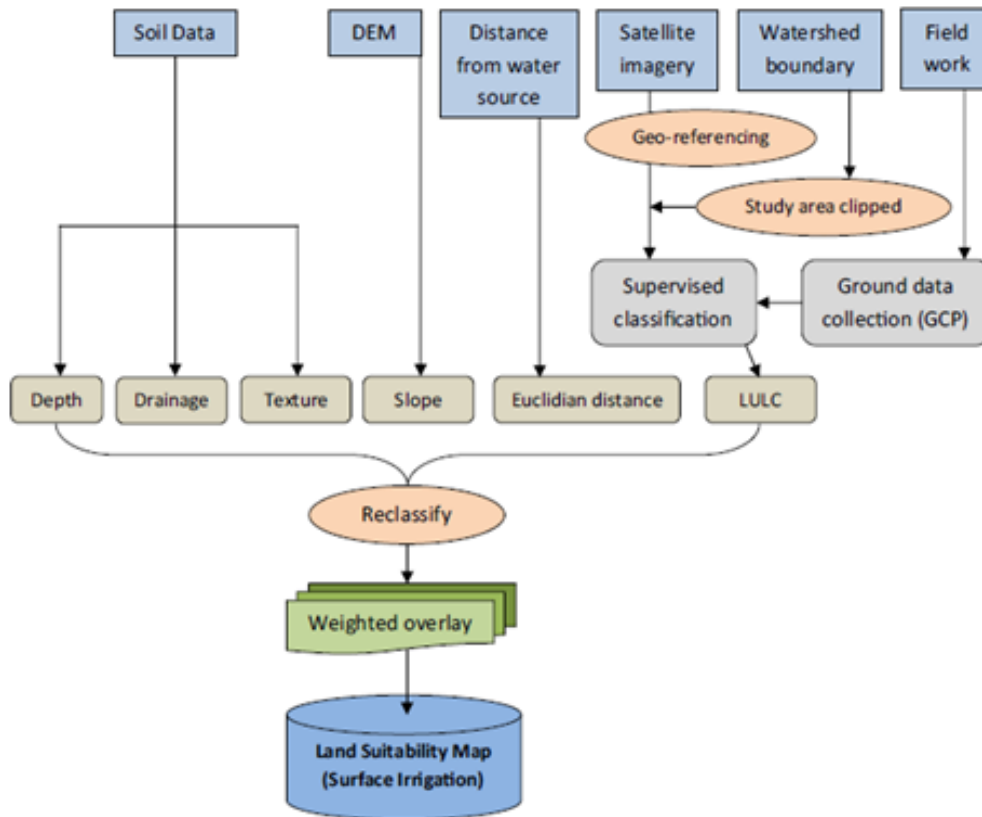 Soil Data
DEM
Distance
from water
source
Satellite
imagery
Watershed
boundary
Field
work
Geo-referencing
Study area clipped
Supervised
classification
Ground data
collection (GCP)
Depth
Drainage
Texture
Slope
Euclidian distance
LULC
Reclassify
Weighted overlay
Land Suitability Map
(Surface Irrigation)